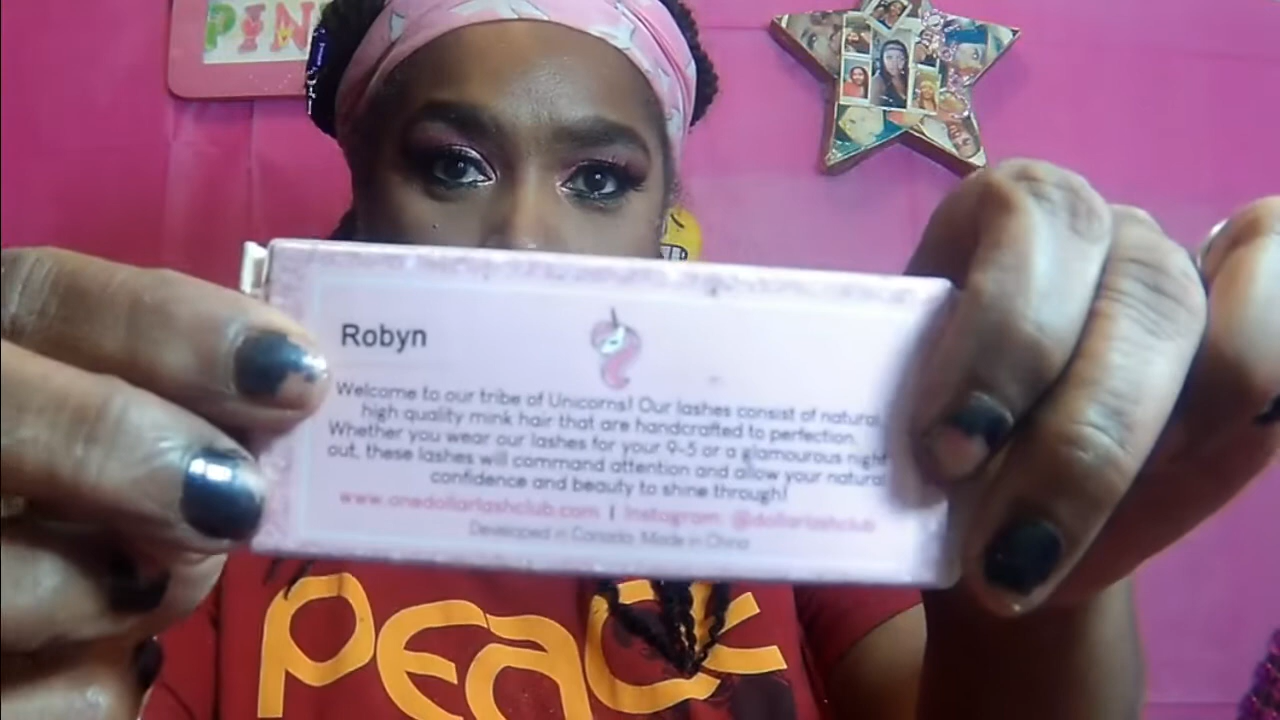 PIN
Robyn
Welcome to our tribe of Unicorns! Our lashes consist of natural
high quality mink hair that are handcrafted to perfection.
Whether you wear our lashes for your 9-5 or a glamourous night
out, these lashes will command attention and allow your natural
confidence and beauty to shine through!
www.onedollarlashclub.com | Instagram: @dollarlashclub
Developed in Canada. Made in China
PEACE